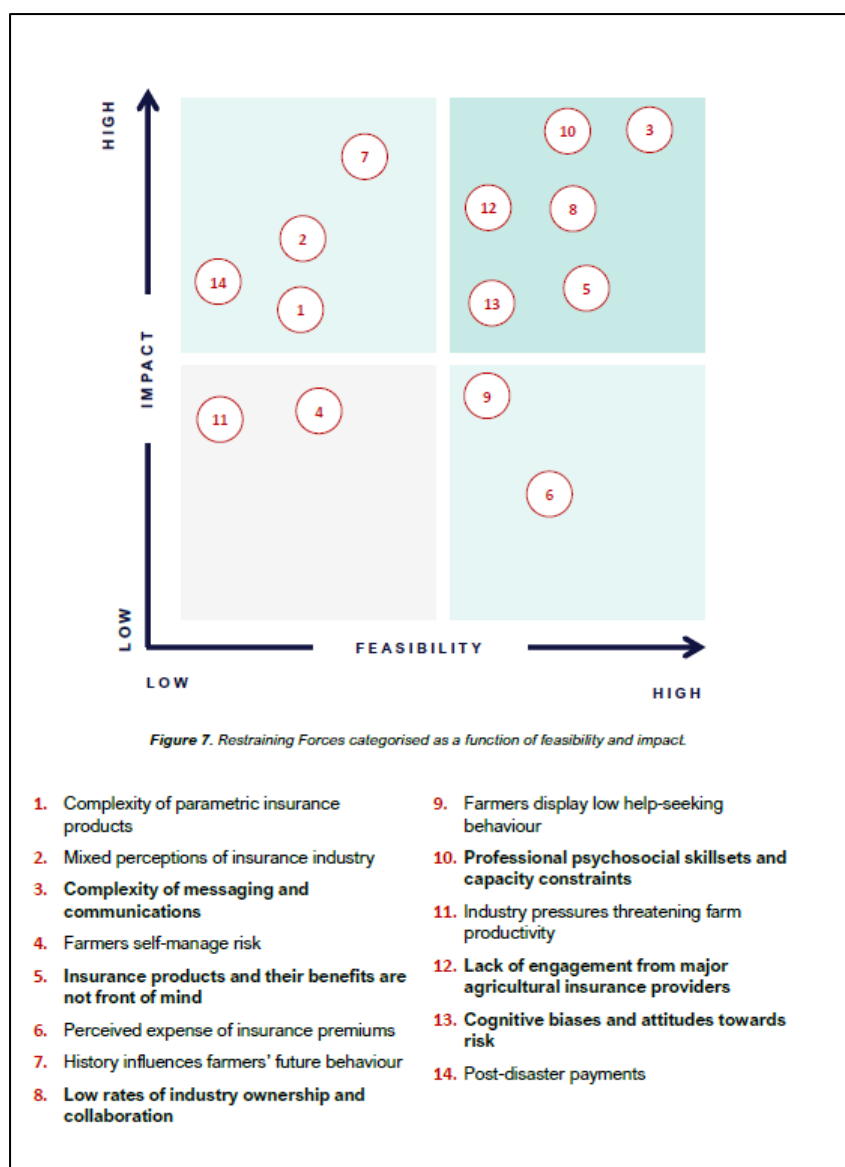 HIGH
10
3
7
12
8
2
14
5
13
1
IMPACT
9
11
4
6
LOW
FEASIBILITY
LOW
HIGH
Figure 7. Restraining Forces categorised as a function of feasibility and impact.
1. Complexity of parametric insurance
products
2. Mixed perceptions of insurance industry
3. Complexity of messaging and
communications
4. Farmers self-manage risk
5. Insurance products and their benefits are
not front of mind
6. Perceived expense of insurance premiums
7. History influences farmers' future behaviour
8. Low rates of industry ownership and
collaboration
9. Farmers display low help-seeking
behaviour
10. Professional psychosocial skillsets and
capacity constraints
11. Industry pressures threatening farm
productivity
12. Lack of engagement from major
agricultural insurance providers
13. Cognitive biases and attitudes towards
risk
14. Post-disaster payments